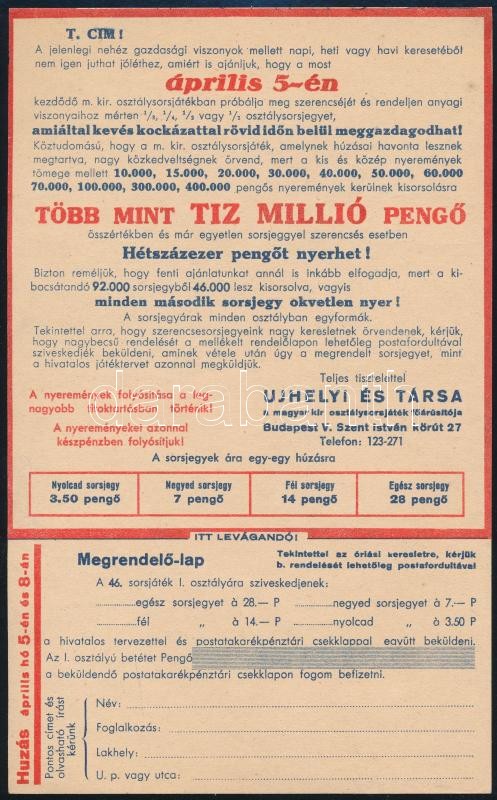 T. CIM!
A jelenlegi nehéz gazdasági viszonyok mellett napi, heti vagy havi keresetéből
nem igen juthat jóléthez, amiért is ajánljuk, hogy a most
április 5-én
kezdődő m. kir. osztálysorsjátékban próbálja meg szerencséjét és rendeljen anyagi
viszonyaihoz mérten 1/8, 1/4, 1/2 vagy 1/1 osztálysorsjegyet,
amiáltal kevés kockázattal rövid időn belül meggazdagodhat!
Köztudomású, hogy a m. kir. osztálysorsjáték, amelynek húzásai havonta lesznek
megtartva, nagy közkedveltségnek örvend, mert a kis és közép nyeremények
tömege mellett 10.000, 15.000, 20.000, 30.000, 40.000, 50.000, 60.000
70.000, 100.000, 300.000, 400.000 pengős nyeremények kerülnek kisorsolásra
TÖBB MINT TIZ MILLIÓ PENGŐ
összértékben és már egyetlen sorsjeggyel szerencsés esetben
Hétszázezer pengőt nyerhet!
Bizton reméljük, hogy fenti ajánlatunkat annál is inkább elfogadja, mert a ki-
bocsátandó 92.000 sorsjegyből 46.000 lesz kisorsolva, vagyis
minden második sorsjegy okvetlen nyer!
A sorsjegyárak minden osztályban egyformák.
Tekintettel arra, hogy szerencsesorsjegyeink nagy keresletnek örvendenek, kérjük,
hogy nagybecsű rendelését a mellékelt rendelőlapon lehetőleg postafordultával
sziveskedjék beküldeni, aminek vétele után úgy a megrendelt sorsjegyet, mint
a hivatalos játéktervet azonnal megküldjük.
Teljes tisztelettel
A nyeremények folyósítása a leg-
nagyobb titoktartásban történik!
A nyereményeket azonnal
készpénzben folyósítjuk!
UJHELYI ÉS TÁRSA
a magyar kir. osztálysorsjáték főárúsítója
Budapest V. Szent istván körút 27
Telefon: 123-271
A sorsjegyek ára egy-egy húzásra
Nyolcad sorsjegy Negyed sorsjegy Fél sorsjegy Egész sorsjegy
3.50 pengő 7 pengő 14 pengő 28 pengő
ITT LEVÁGANDÓ!
Huzás április hó 5-én és 8-án
Megrendelő-lap
Tekintettel az óriási keresletre, kérjük
b. rendelését lehetőleg postafordultával
A 46. sorsjáték I. osztályára sziveskedjenek:
............egész sorsjegyet à 28.— P ............negyed sorsjegyet à 7.— P
............fél „ à 14.— P ............nyolcad „ à 3.50 P
a hivatalos tervezettel és postatakarékpénztári csekklappal együtt beküldeni.
Az I. osztályú betétet Pengő
a beküldendő postatakarékpénztári csekklapon fogom befizetni.
Pontos címet és
olvasható írást
kérünk
Név:
Foglalkozás:
Lakhely:
U. p. vagy utca:
darabanth.com